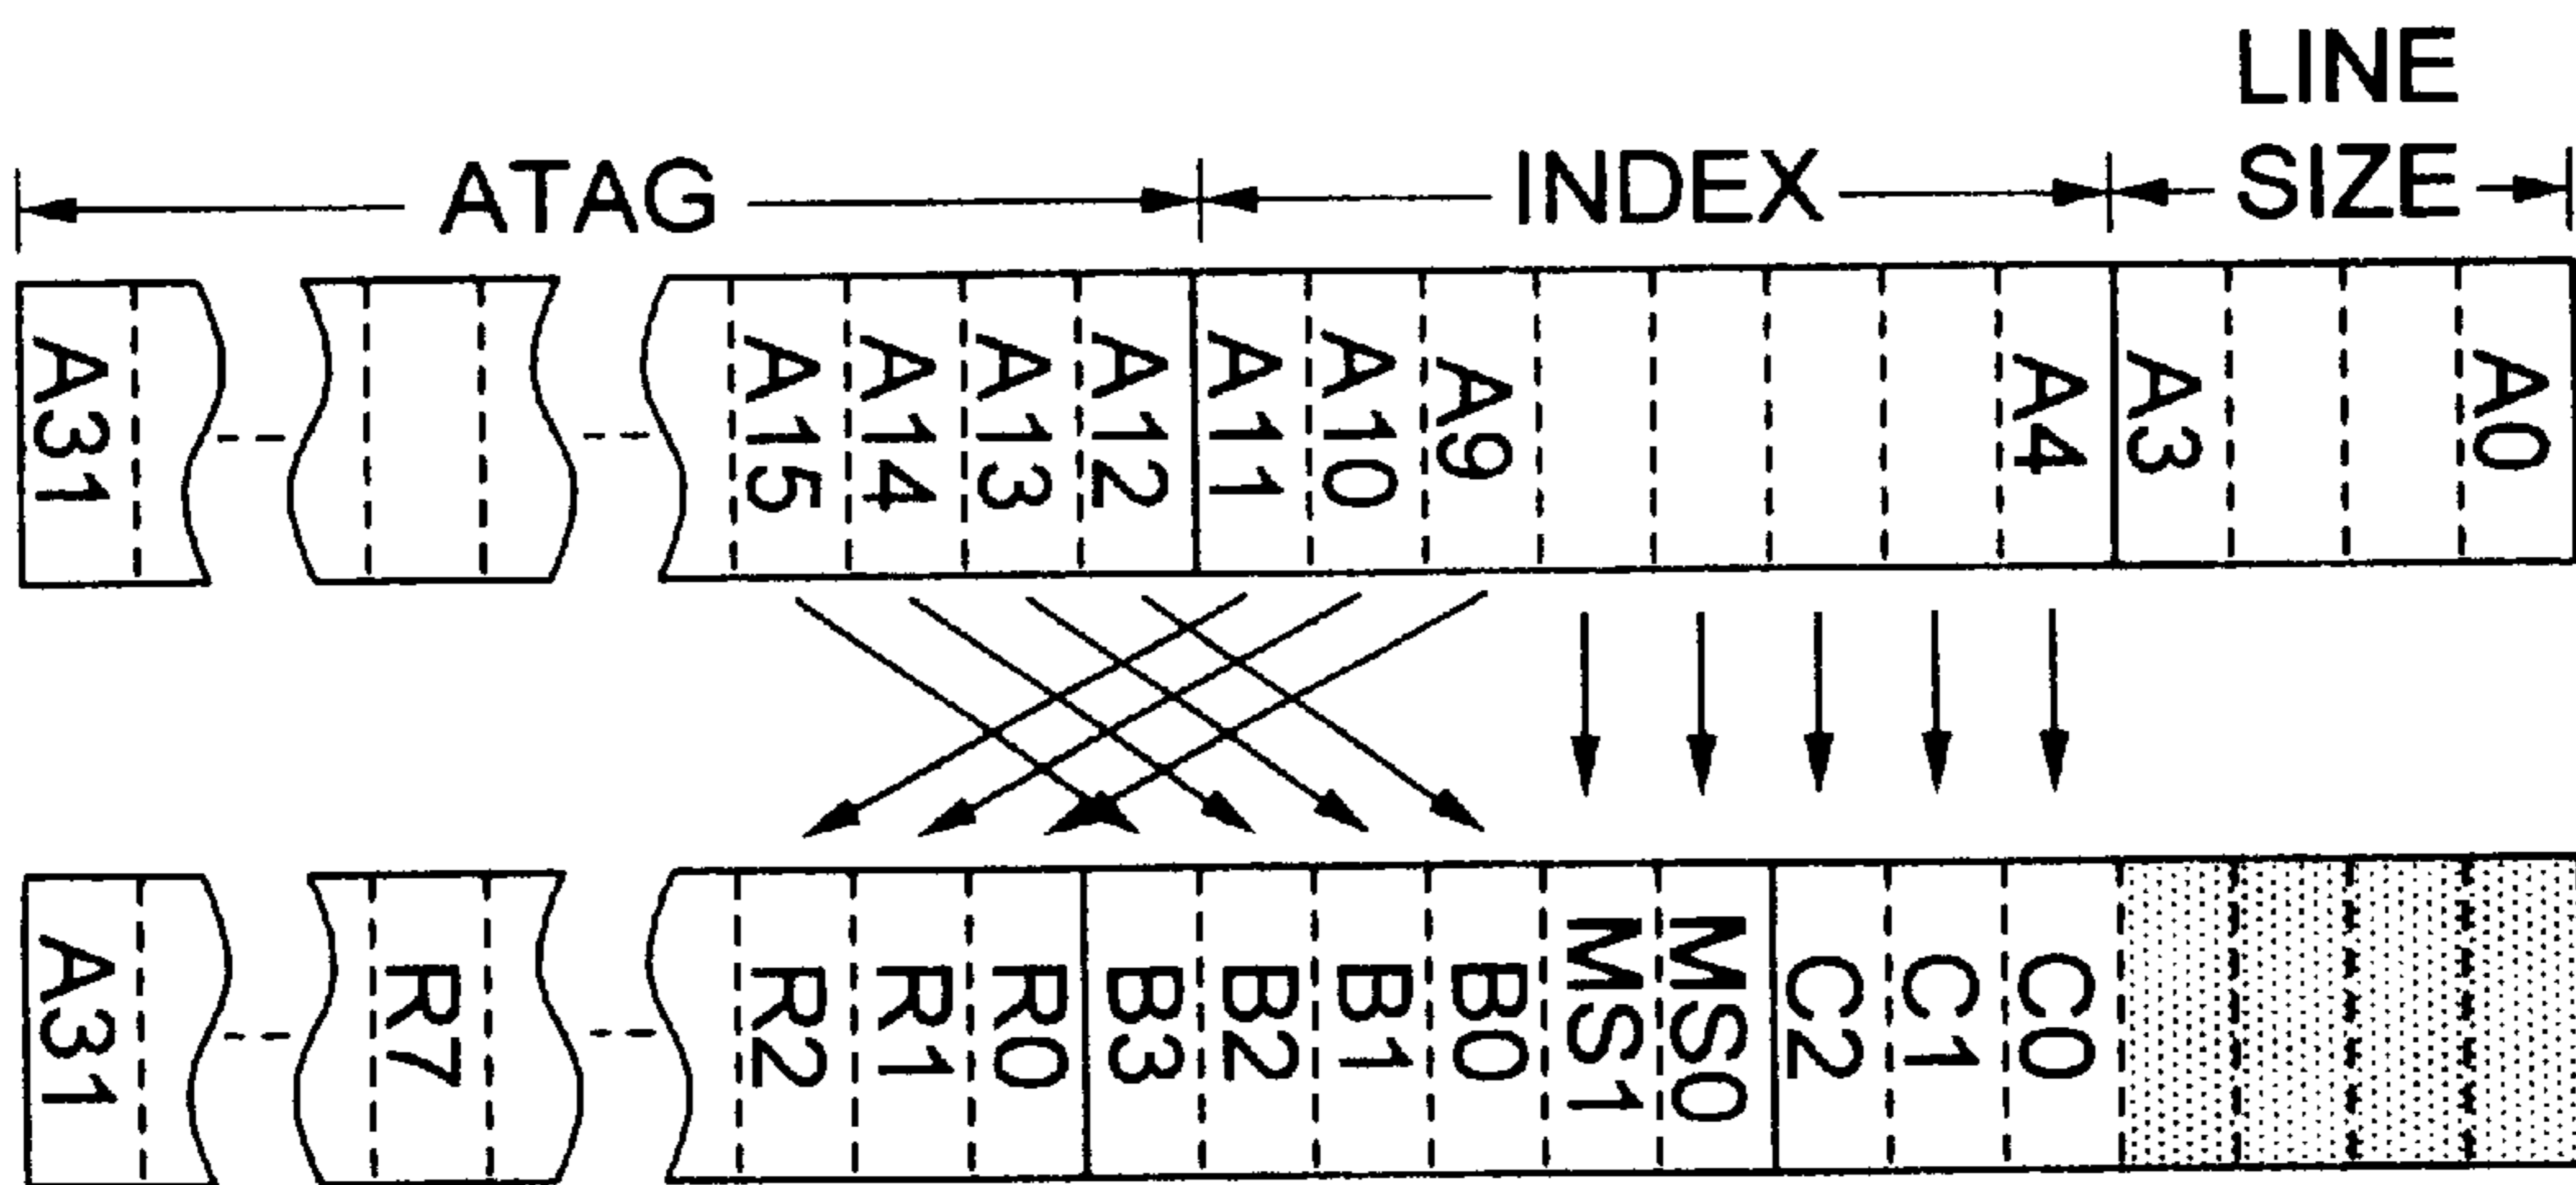 LINE
ATAG INDEX SIZE
A31 A15 A14 A13 A12 A11 A10 A9 A4 A3 A0
A31 R7 R2 R1 R0 B3 B2 B1 B0 MS1 MS0 C2 C1 C0